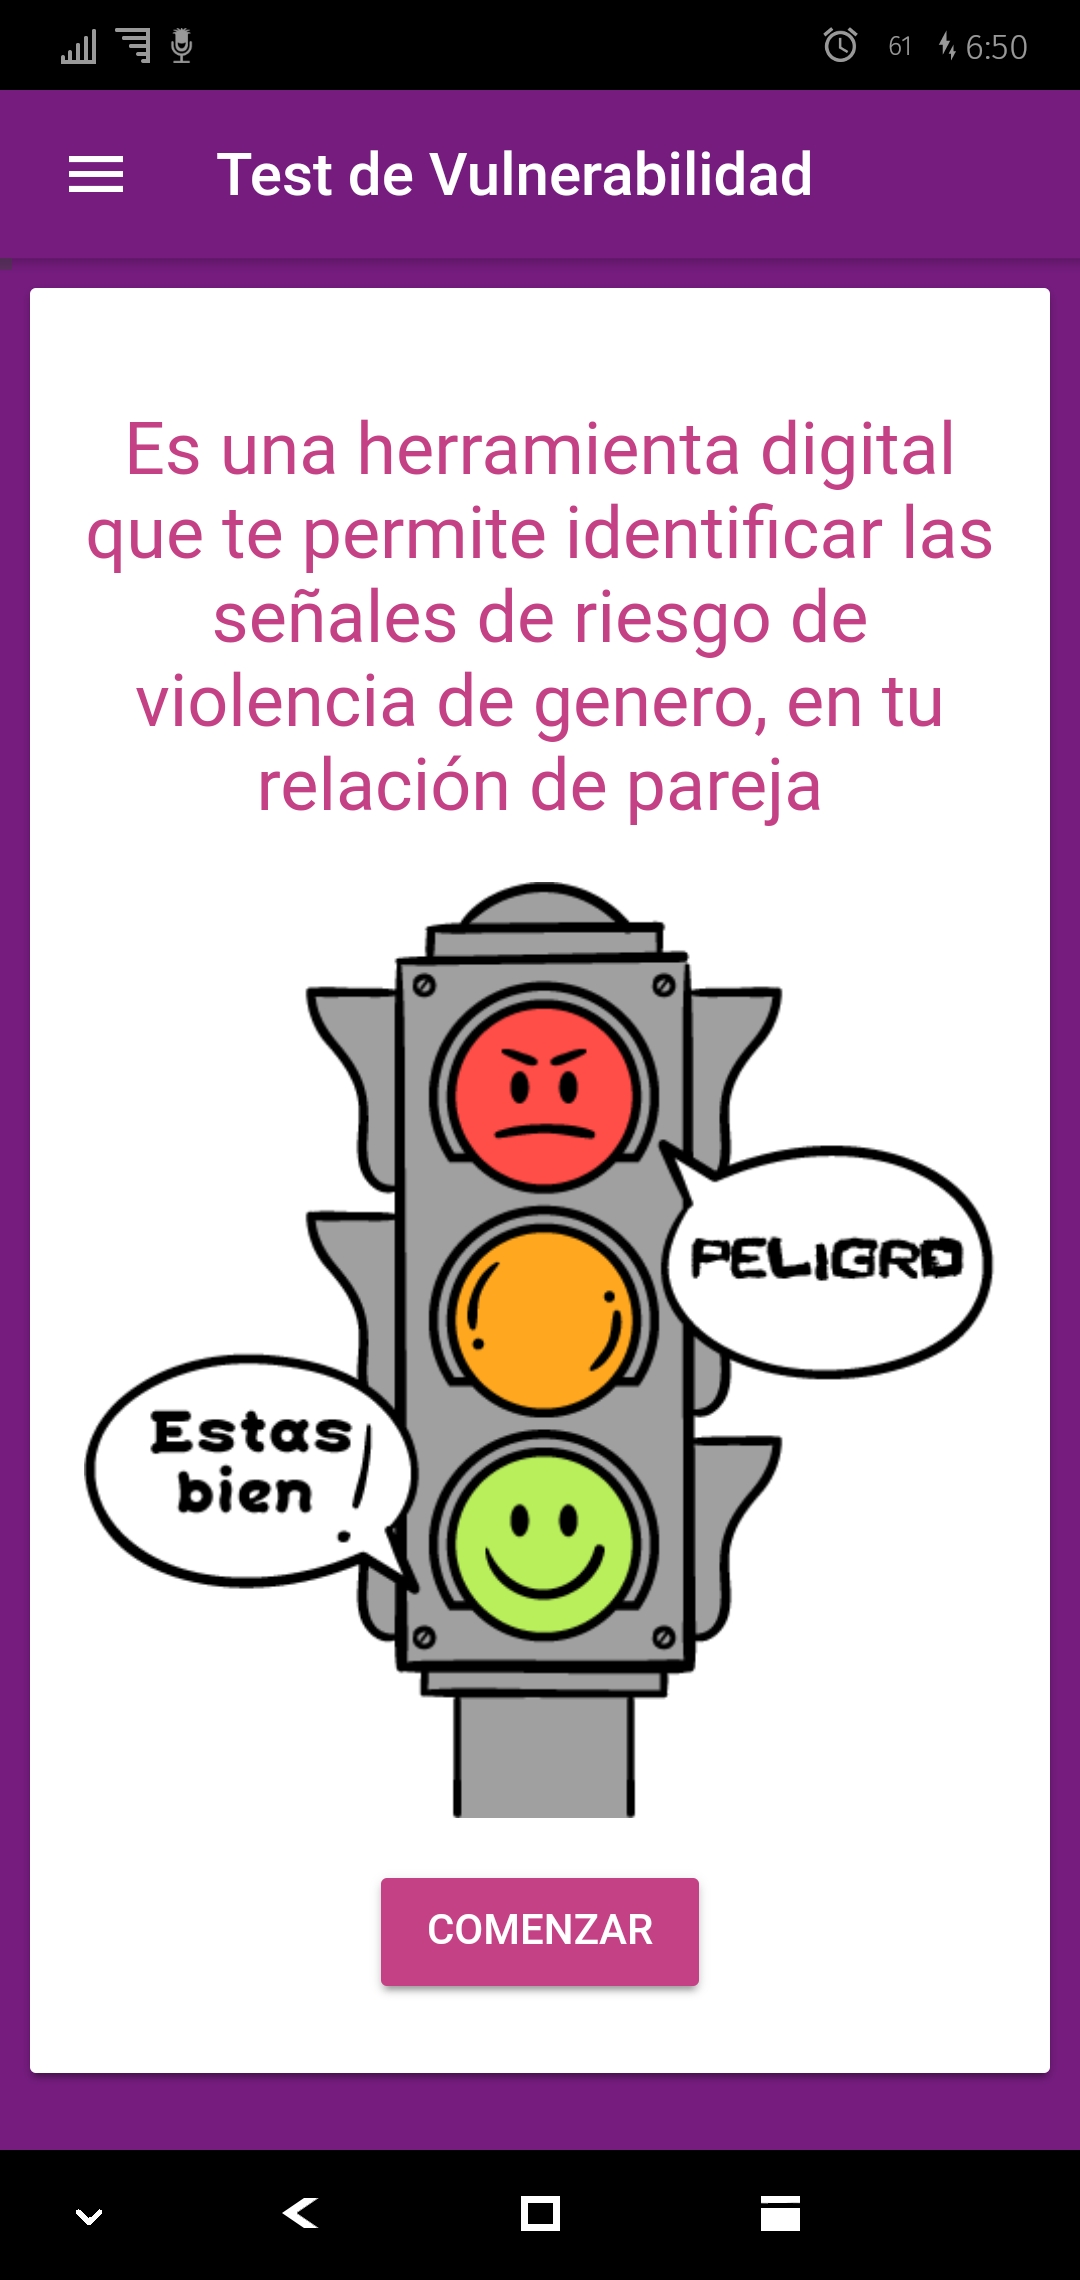 61 6:50
Test de Vulnerabilidad
Es una herramienta digital
que te permite identificar las
señales de riesgo de
violencia de genero, en tu
relación de pareja
PELIGRO
Estas
bien!
COMENZAR